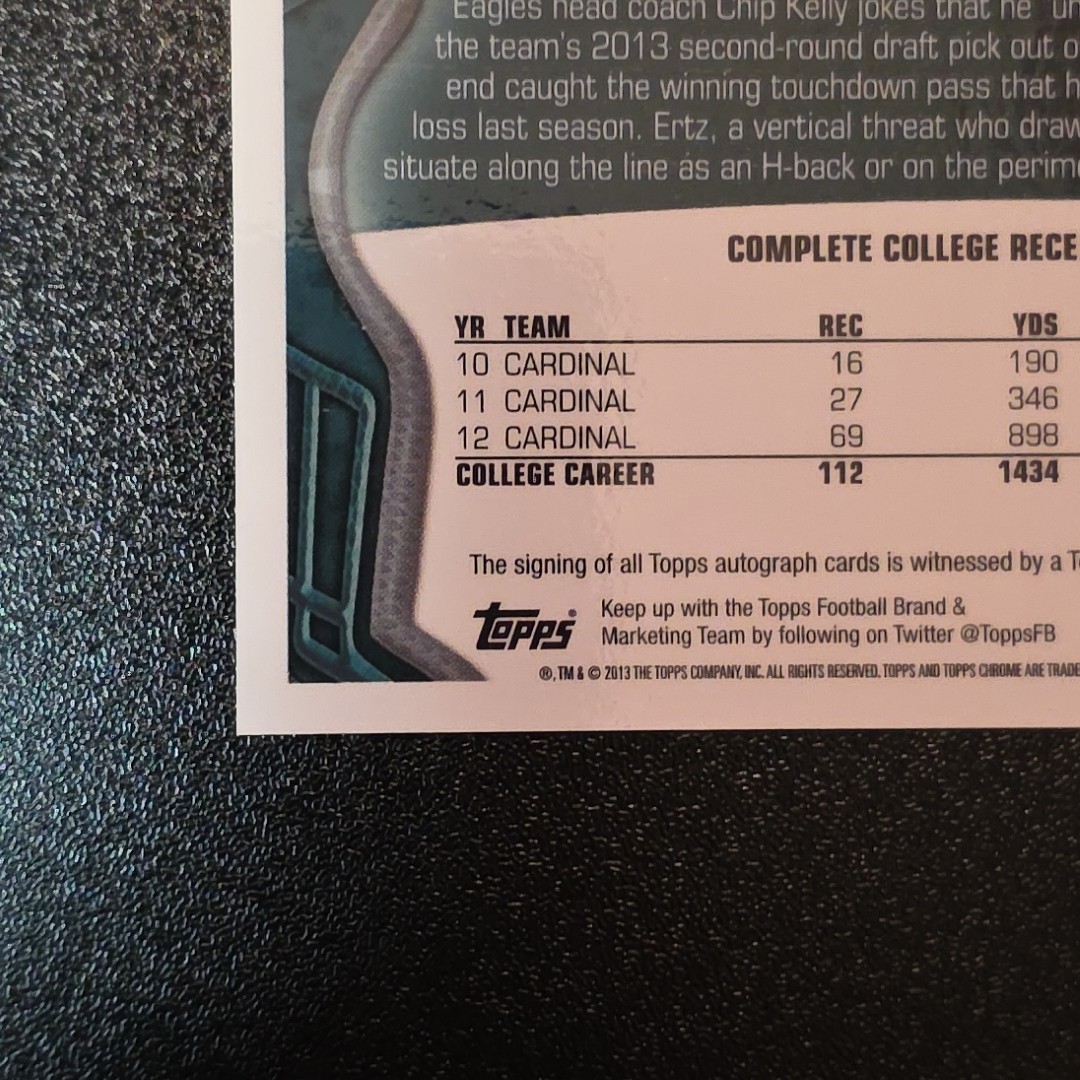 Eagles head coach Chip Kelly jokes that he "un
the team's 2013 second-round draft pick out o
end caught the winning touchdown pass that h
loss last season. Ertz, a vertical threat who draw
situate along the line as an H-back or on the perim
COMPLETE COLLEGE RECE
YR TEAM REC YDS
10 CARDINAL 16 190
11 CARDINAL 27 346
12 CARDINAL 69 898
COLLEGE CAREER 112 1434
The signing of all Topps autograph cards is witnessed by a T
topps® Keep up with the Topps Football Brand &
Marketing Team by following on Twitter @ToppsFB
®, TM & © 2013 THE TOPPS COMPANY, INC. ALL RIGHTS RESERVED. TOPPS AND TOPPS CHROME ARE TRADE